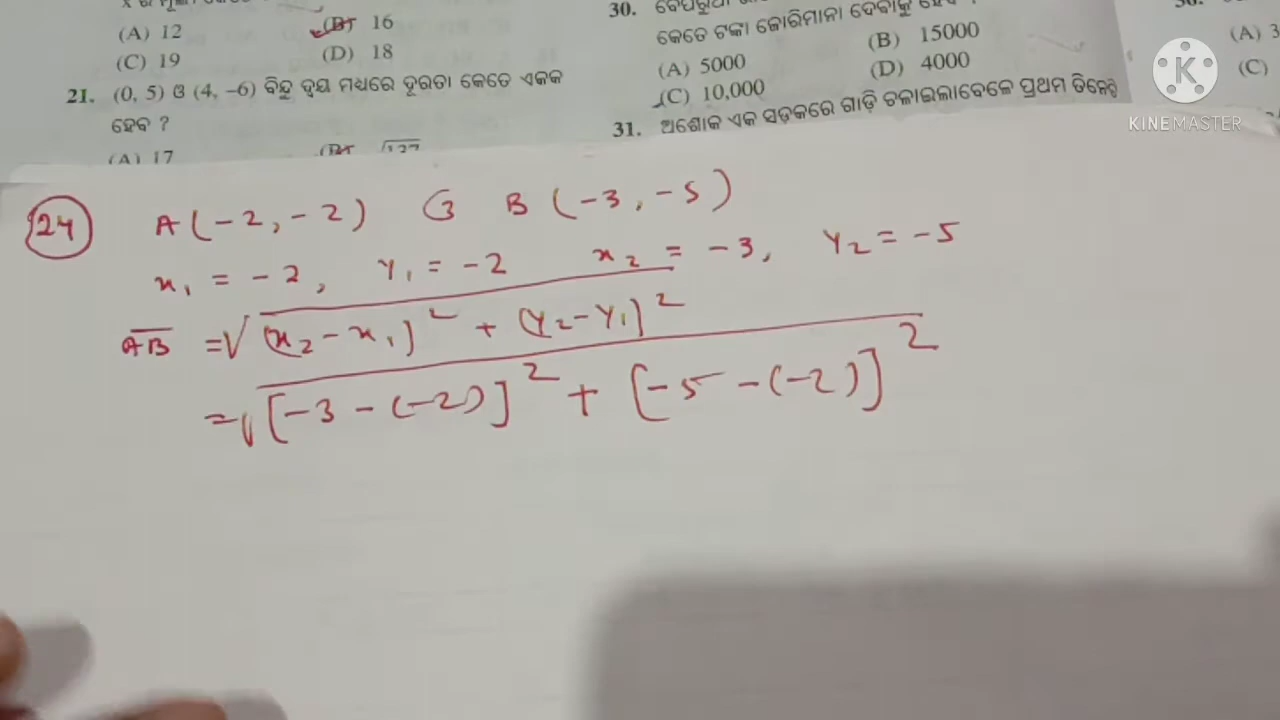 (A) 12
(B) 16
(C) 19
(D) 18
21. (0, 5) ଓ (4, –6) ବିନ୍ଦୁ ଦ୍ୱୟ ମଧ୍ୟରେ ଦୂରତା କେତେ ଏକକ
ହେବ ?
(A) 17
(B) √137
30.
କେତେ ଟଙ୍କା ଜୋରିମାନା ଦେବାକୁ
(A) 5000
(B) 15000
(C) 10,000
(D) 4000
31. ଅଶୋକ ଏକ ସଡ଼କରେ ଗାଡ଼ି ଚଳାଇଲାବେଳେ ପ୍ରଥମ
(A) 3
(C)
KINEMASTER
24 A(-2, -2) ଓ B(-3, -5)
x₁ = -2, y₁ = -2 x₂ = -3, y₂ = -5
AB = √(x₂-x₁)² + (y₂-y₁)²
= √[-3-(-2)]² + [-5-(-2)]²